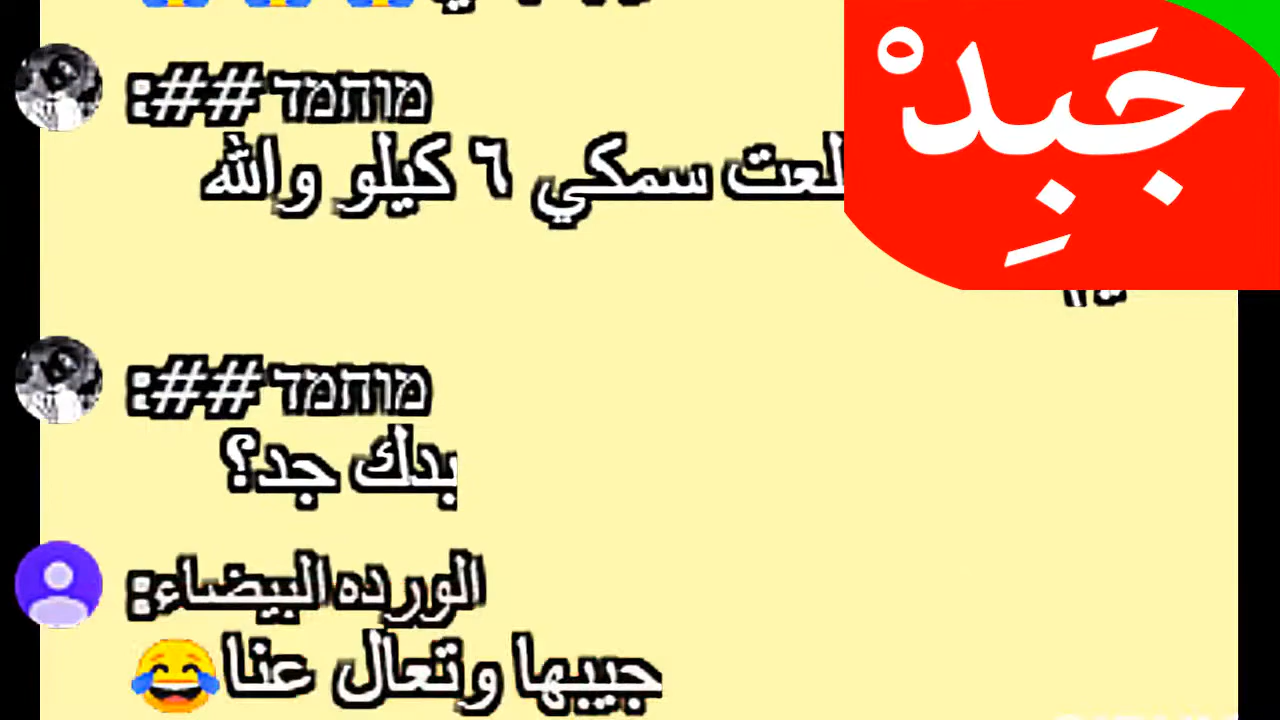 جَبِدْ
מוחמד ##:
سمكي ٦ كيلو والله
מוחמד ##:
بدك جد؟
الورده البيضاء:
جيبها وتعال عنا😂